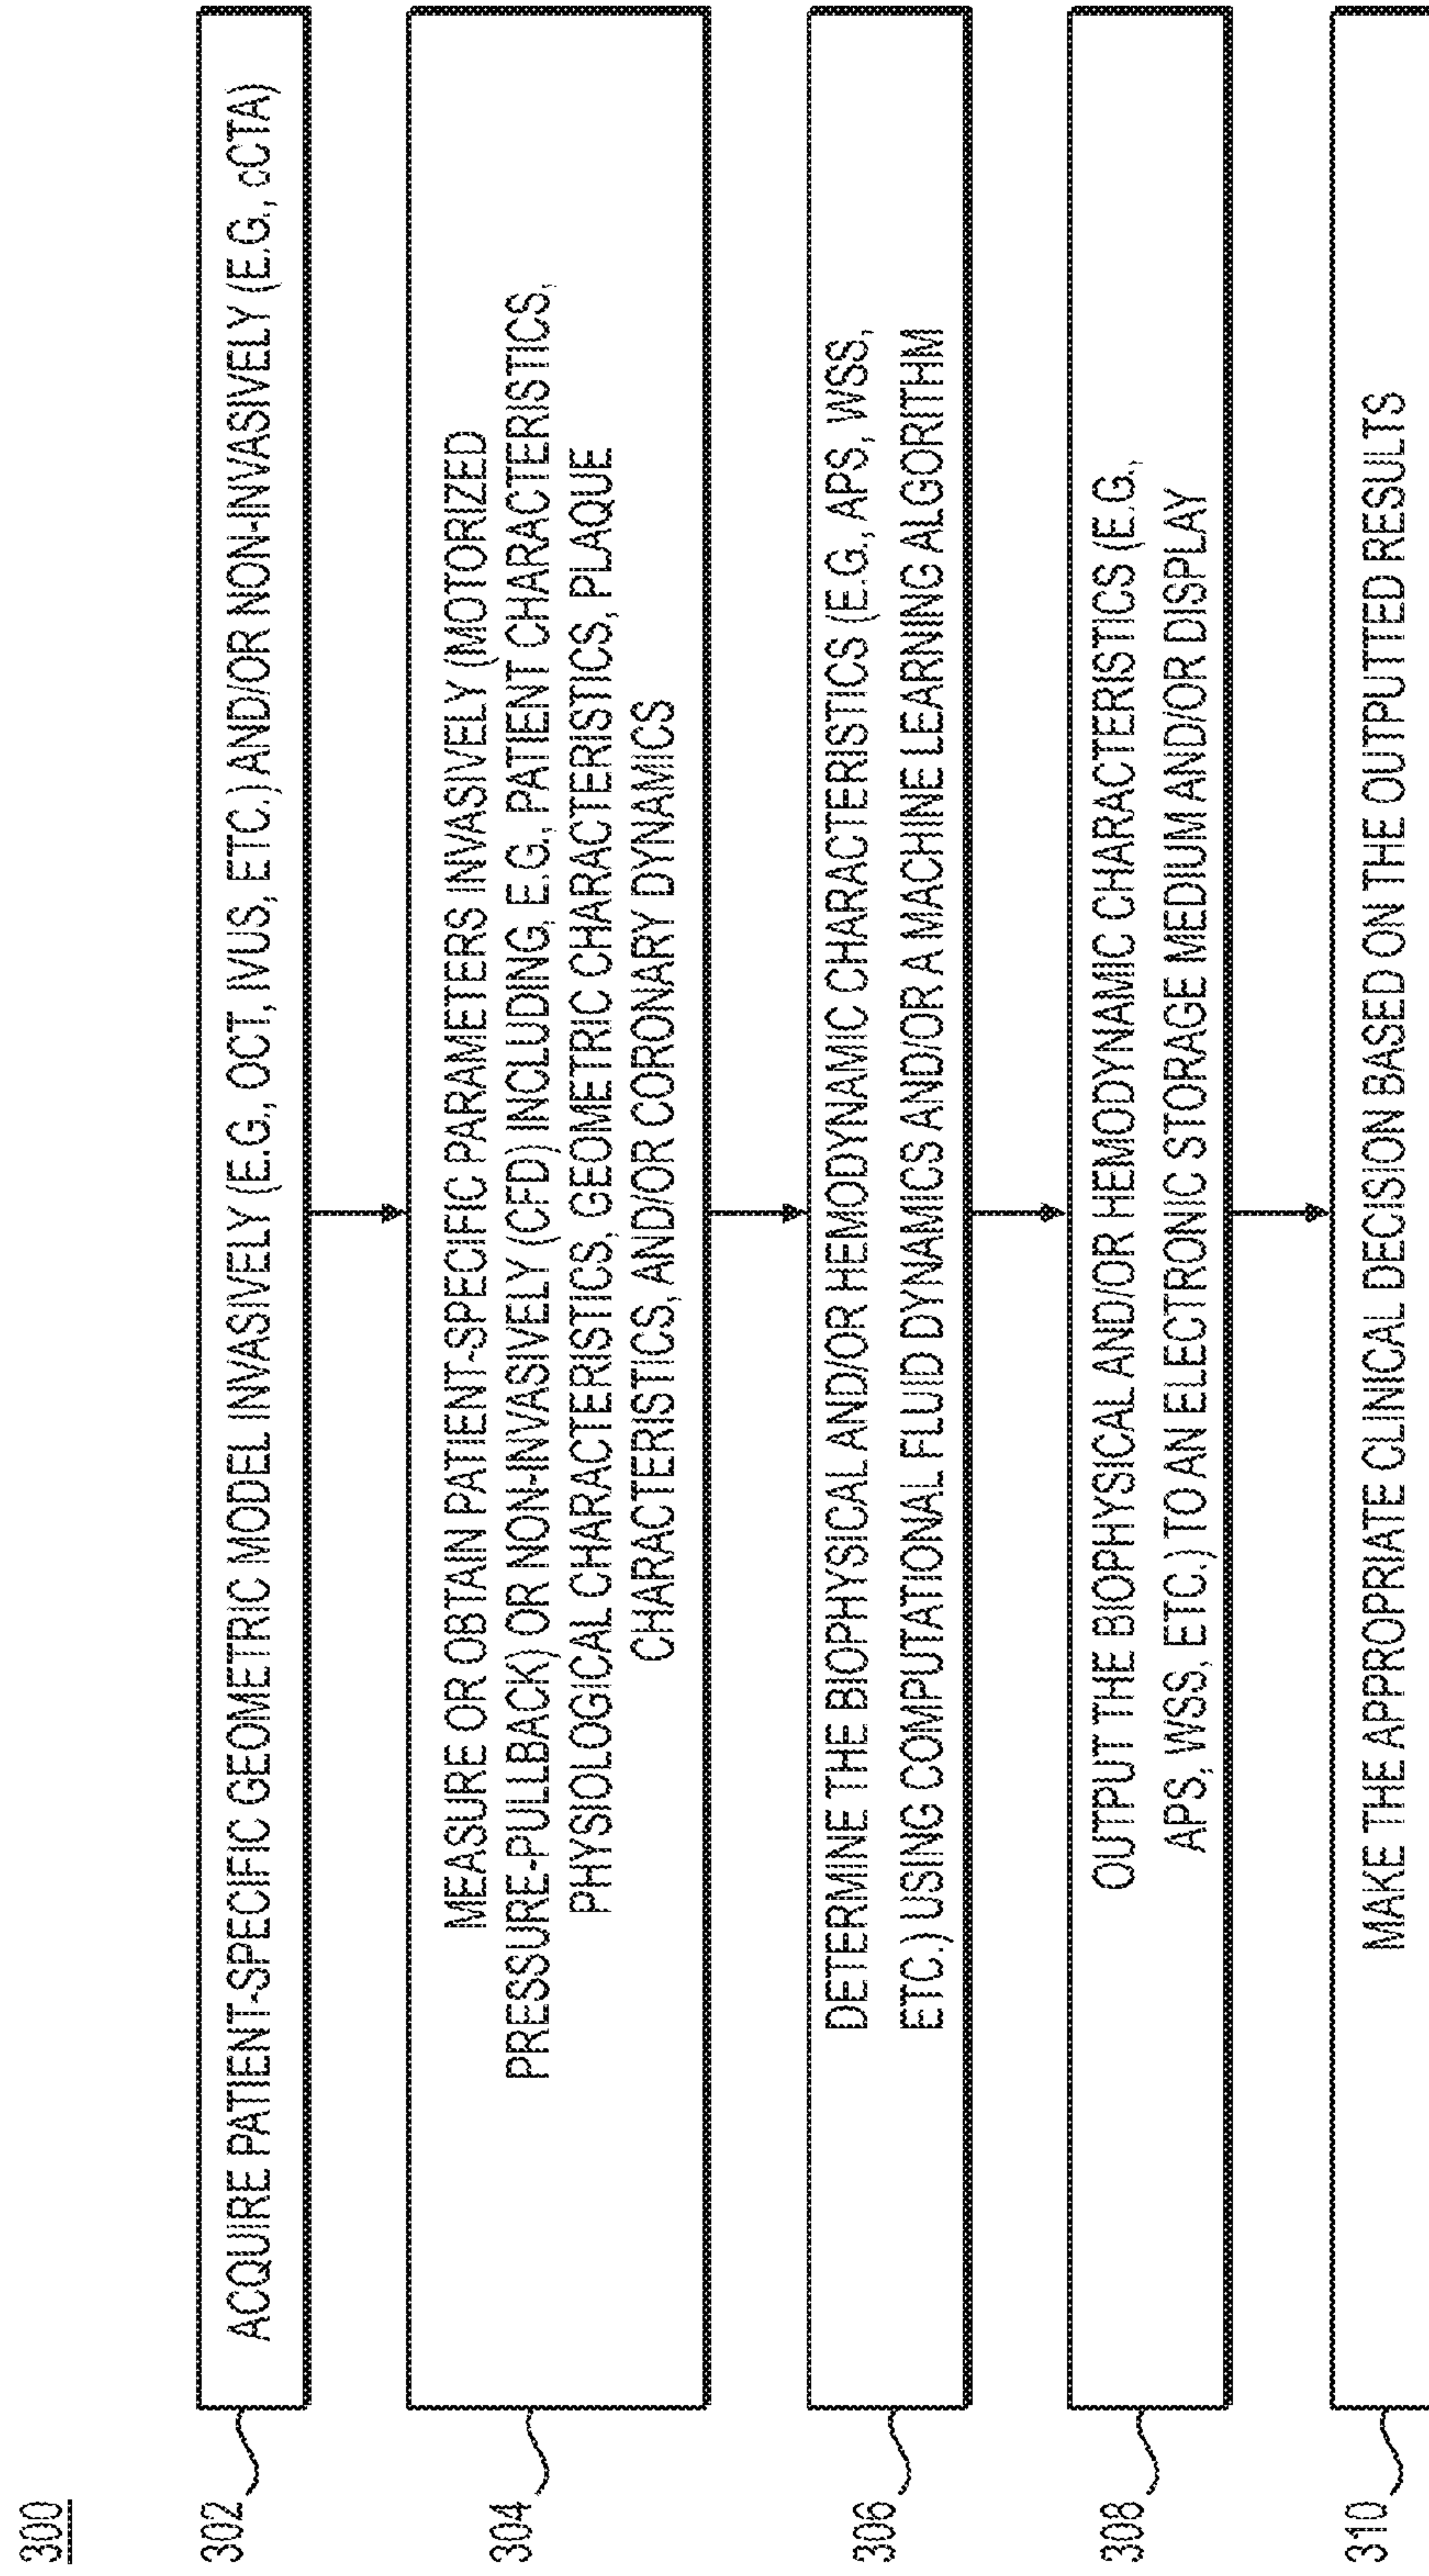 300
302
ACQUIRE PATIENT-SPECIFIC GEOMETRIC MODEL INVASIVELY (E.G., OCT, IVUS, ETC.) AND/OR NON-INVASIVELY (E.G., cCTA)
304
MEASURE OR OBTAIN PATIENT-SPECIFIC PARAMETERS INVASIVELY (MOTORIZED
PRESSURE-PULLBACK) OR NON-INVASIVELY (CFD) INCLUDING, E.G., PATIENT CHARACTERISTICS,
PHYSIOLOGICAL CHARACTERISTICS, GEOMETRIC CHARACTERISTICS, PLAQUE
CHARACTERISTICS, AND/OR CORONARY DYNAMICS
306
DETERMINE THE BIOPHYSICAL AND/OR HEMODYNAMIC CHARACTERISTICS (E.G., APS, WSS,
ETC.) USING COMPUTATIONAL FLUID DYNAMICS AND/OR A MACHINE LEARNING ALGORITHM
308
OUTPUT THE BIOPHYSICAL AND/OR HEMODYNAMIC CHARACTERISTICS (E.G.,
APS, WSS, ETC.) TO AN ELECTRONIC STORAGE MEDIUM AND/OR DISPLAY
310
MAKE THE APPROPRIATE CLINICAL DECISION BASED ON THE OUTPUTTED RESULTS